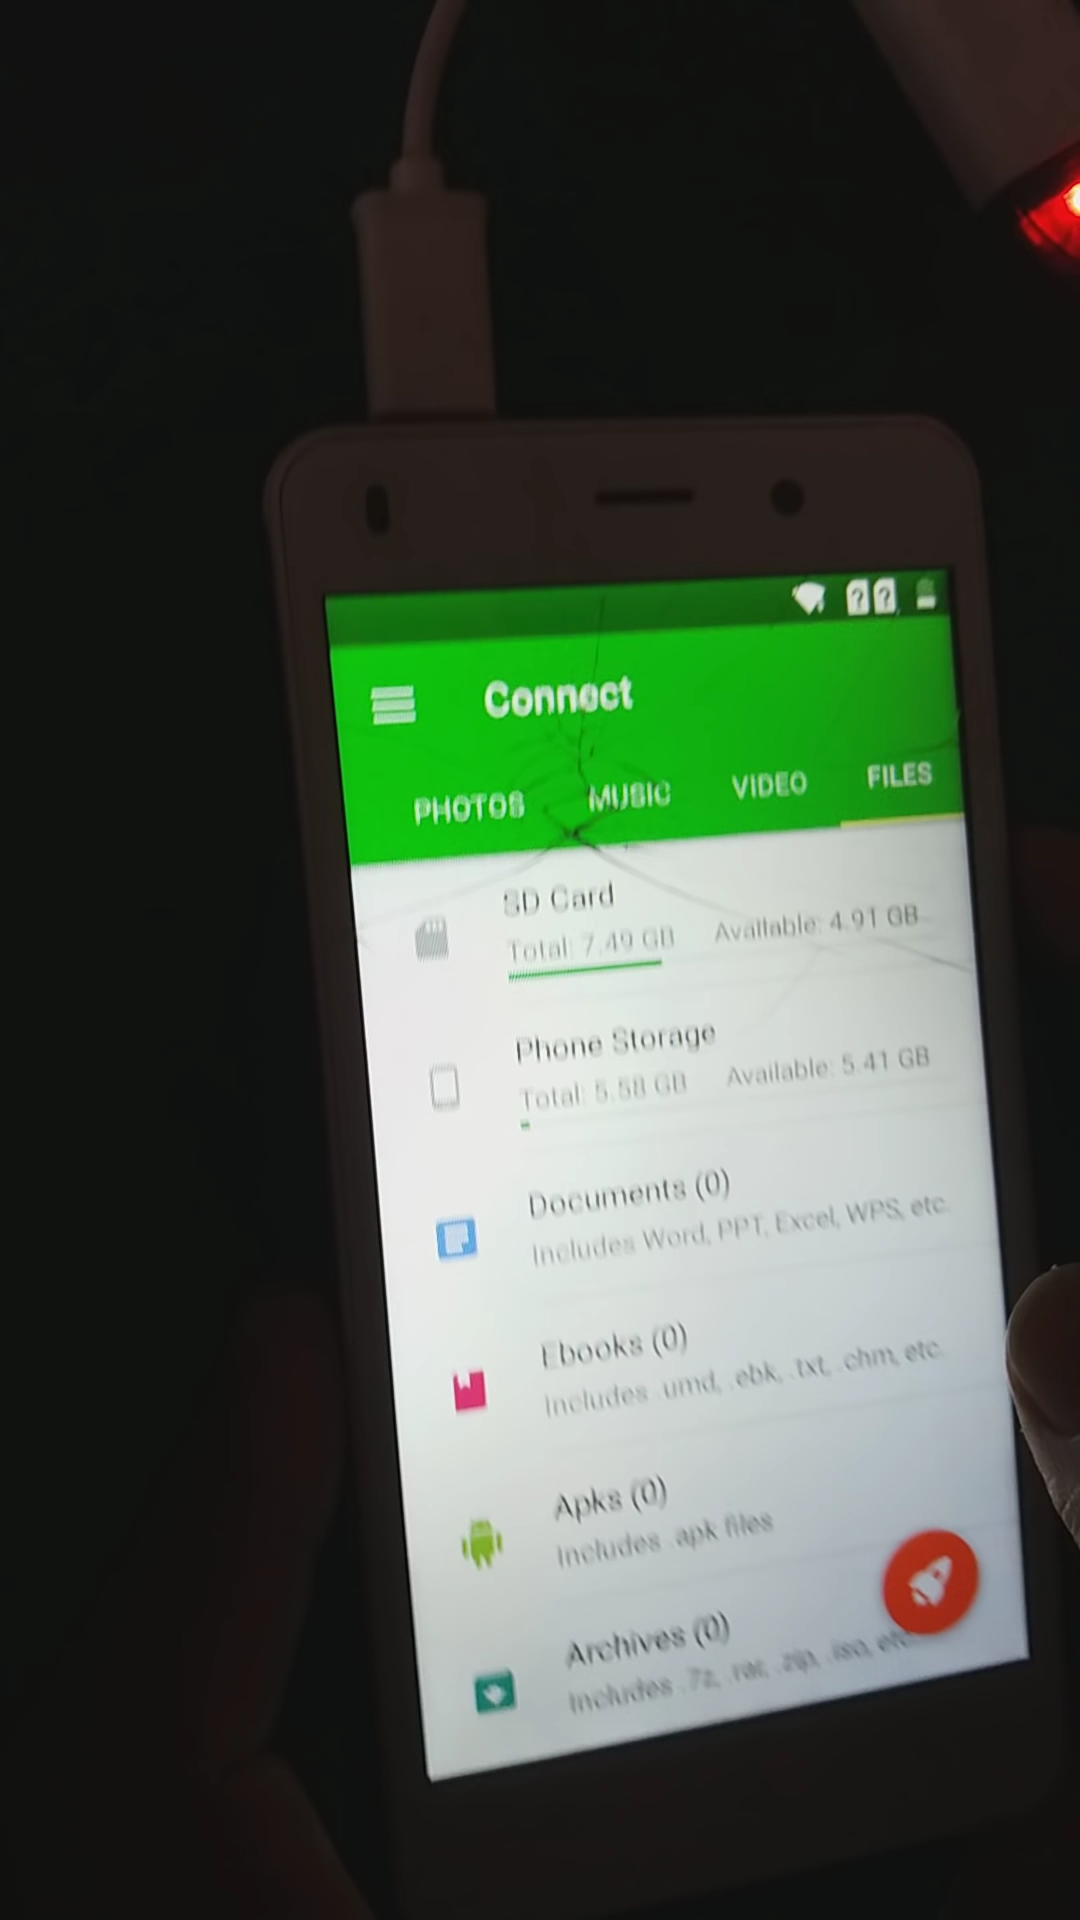 Connect
PHOTOS MUSIC VIDEO FILES
SD Card
Total: 7.49 GB Available: 4.91 GB
Phone Storage
Total: 5.58 GB Available: 5.41 GB
Documents (0)
Includes Word, PPT, Excel, WPS, etc.
Ebooks (0)
Includes .umd, .ebk, .txt, .chm, etc.
Apks (0)
Includes .apk files
Archives (0)
Includes .7z, .rar, .zip, .iso, etc.